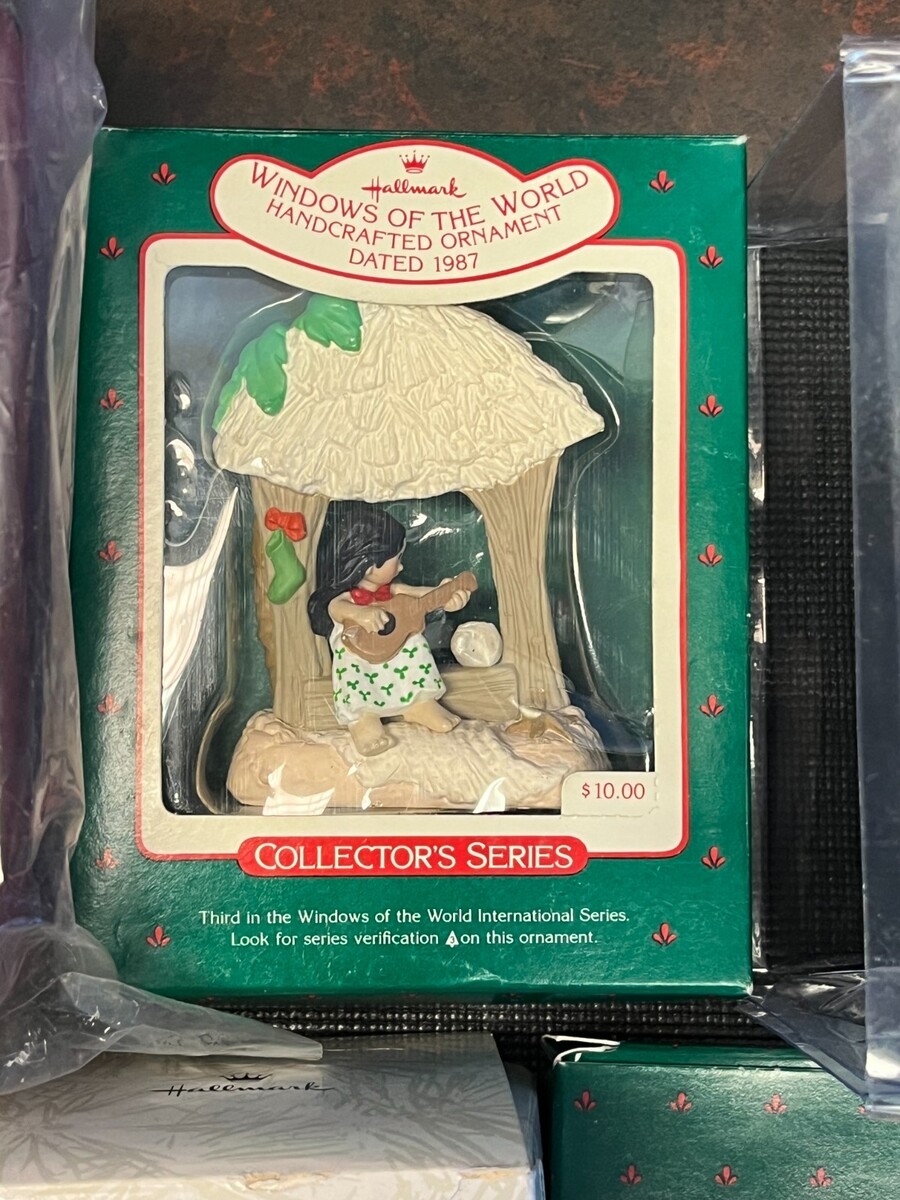 Hallmark
WINDOWS OF THE WORLD
HANDCRAFTED ORNAMENT
DATED 1987
$10.00
COLLECTOR'S SERIES
Third in the Windows of the World International Series.
Look for series verification 3 on this ornament.
Hallmark